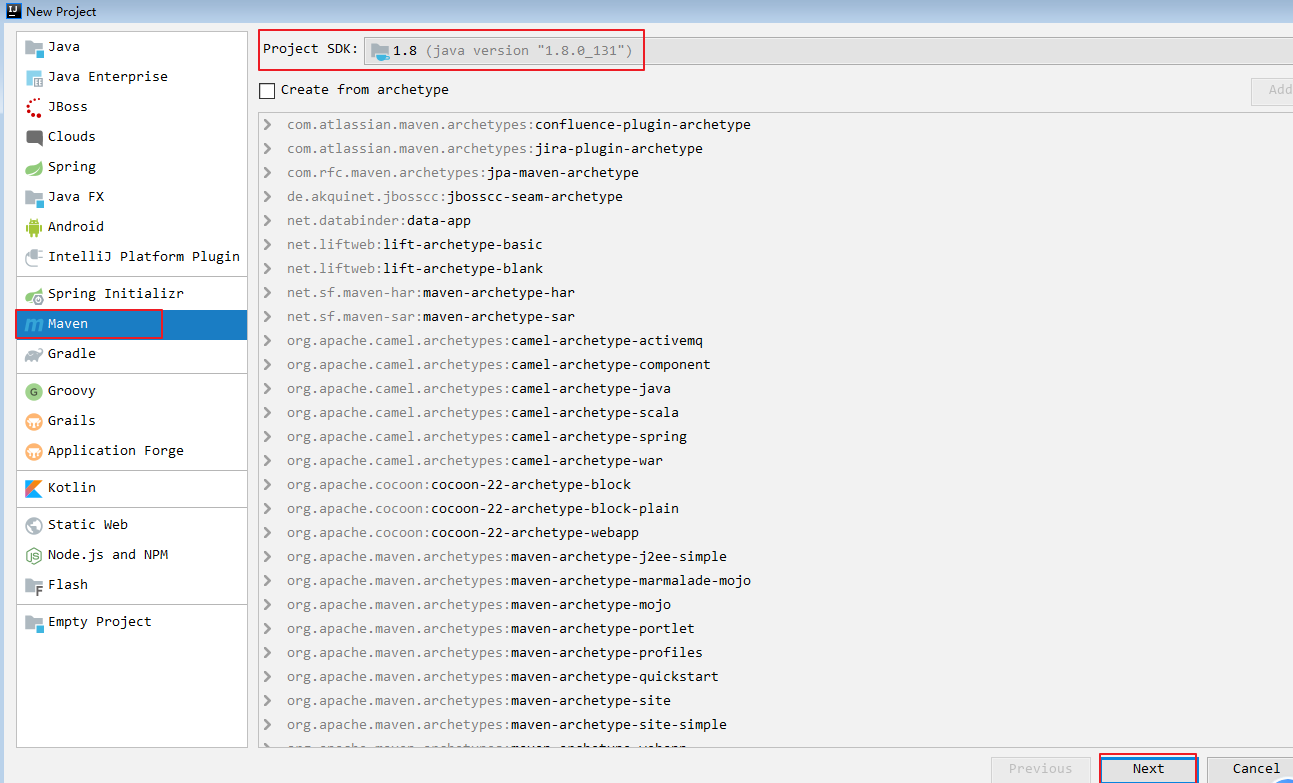 New Project
Java
Java Enterprise
JBoss
Clouds
Spring
Java FX
Android
IntelliJ Platform Plugin
Spring Initializr
Maven
Gradle
Groovy
Grails
Application Forge
Kotlin
Static Web
Node.js and NPM
Flash
Empty Project
Project SDK: 1.8 (java version "1.8.0_131")
Create from archetype
Add
com.atlassian.maven.archetypes:confluence-plugin-archetype
com.atlassian.maven.archetypes:jira-plugin-archetype
com.rfc.maven.archetypes:jpa-maven-archetype
de.akquinet.jbosscc:jbosscc-seam-archetype
net.databinder:data-app
net.liftweb:lift-archetype-basic
net.liftweb:lift-archetype-blank
net.sf.maven-har:maven-archetype-har
net.sf.maven-sar:maven-archetype-sar
org.apache.camel.archetypes:camel-archetype-activemq
org.apache.camel.archetypes:camel-archetype-component
org.apache.camel.archetypes:camel-archetype-java
org.apache.camel.archetypes:camel-archetype-scala
org.apache.camel.archetypes:camel-archetype-spring
org.apache.camel.archetypes:camel-archetype-war
org.apache.cocoon:cocoon-22-archetype-block
org.apache.cocoon:cocoon-22-archetype-block-plain
org.apache.cocoon:cocoon-22-archetype-webapp
org.apache.maven.archetypes:maven-archetype-j2ee-simple
org.apache.maven.archetypes:maven-archetype-marmalade-mojo
org.apache.maven.archetypes:maven-archetype-mojo
org.apache.maven.archetypes:maven-archetype-portlet
org.apache.maven.archetypes:maven-archetype-profiles
org.apache.maven.archetypes:maven-archetype-quickstart
org.apache.maven.archetypes:maven-archetype-site
org.apache.maven.archetypes:maven-archetype-site-simple
Previous
Next
Cancel